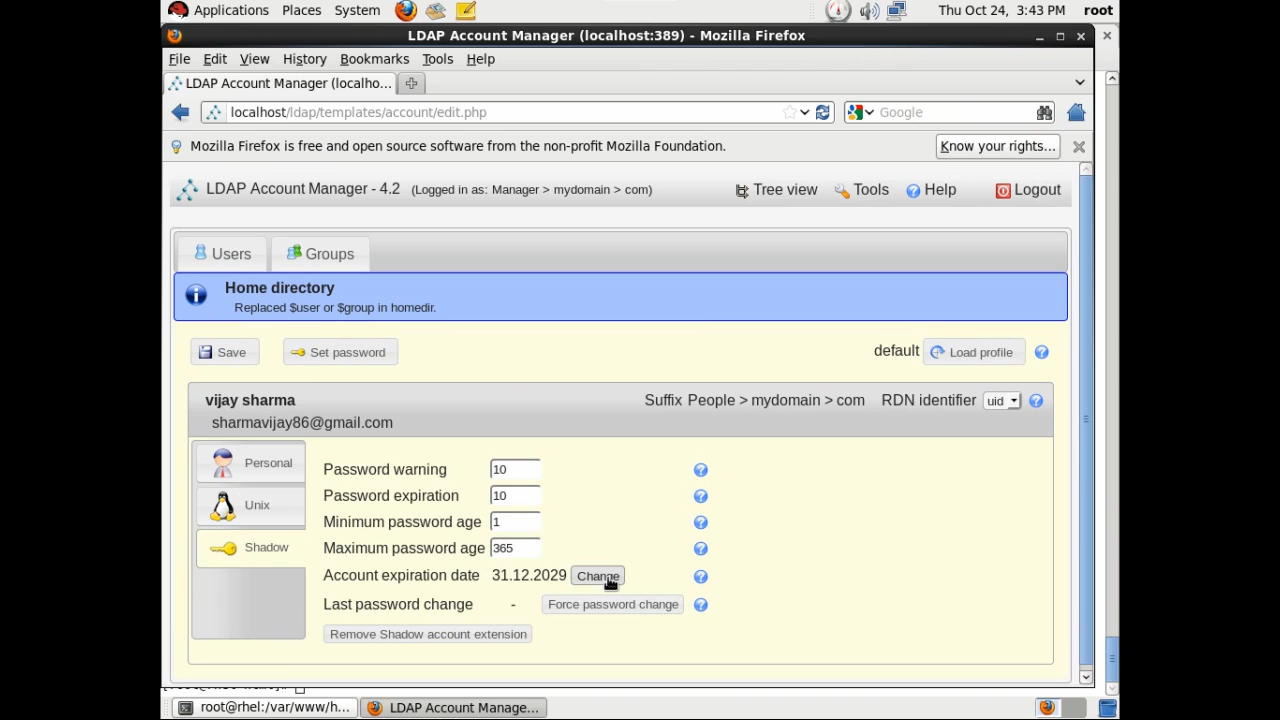 Applications Places System Thu Oct 24, 3:43 PM root
LDAP Account Manager (localhost:389) - Mozilla Firefox
File Edit View History Bookmarks Tools Help
LDAP Account Manager (localho...
localhost/ldap/templates/account/edit.php Google
Mozilla Firefox is free and open source software from the non-profit Mozilla Foundation. Know your rights...
LDAP Account Manager - 4.2 (Logged in as: Manager > mydomain > com) Tree view Tools Help Logout
Users Groups
Home directory
Replaced $user or $group in homedir.
Save Set password default Load profile
vijay sharma Suffix People > mydomain > com RDN identifier uid
sharmavijay86@gmail.com
Personal
Unix
Shadow
Password warning 10
Password expiration 10
Minimum password age 1
Maximum password age 365
Account expiration date 31.12.2029 Change
Last password change - Force password change
Remove Shadow account extension
root@rhel:/var/www/h... LDAP Account Manage...